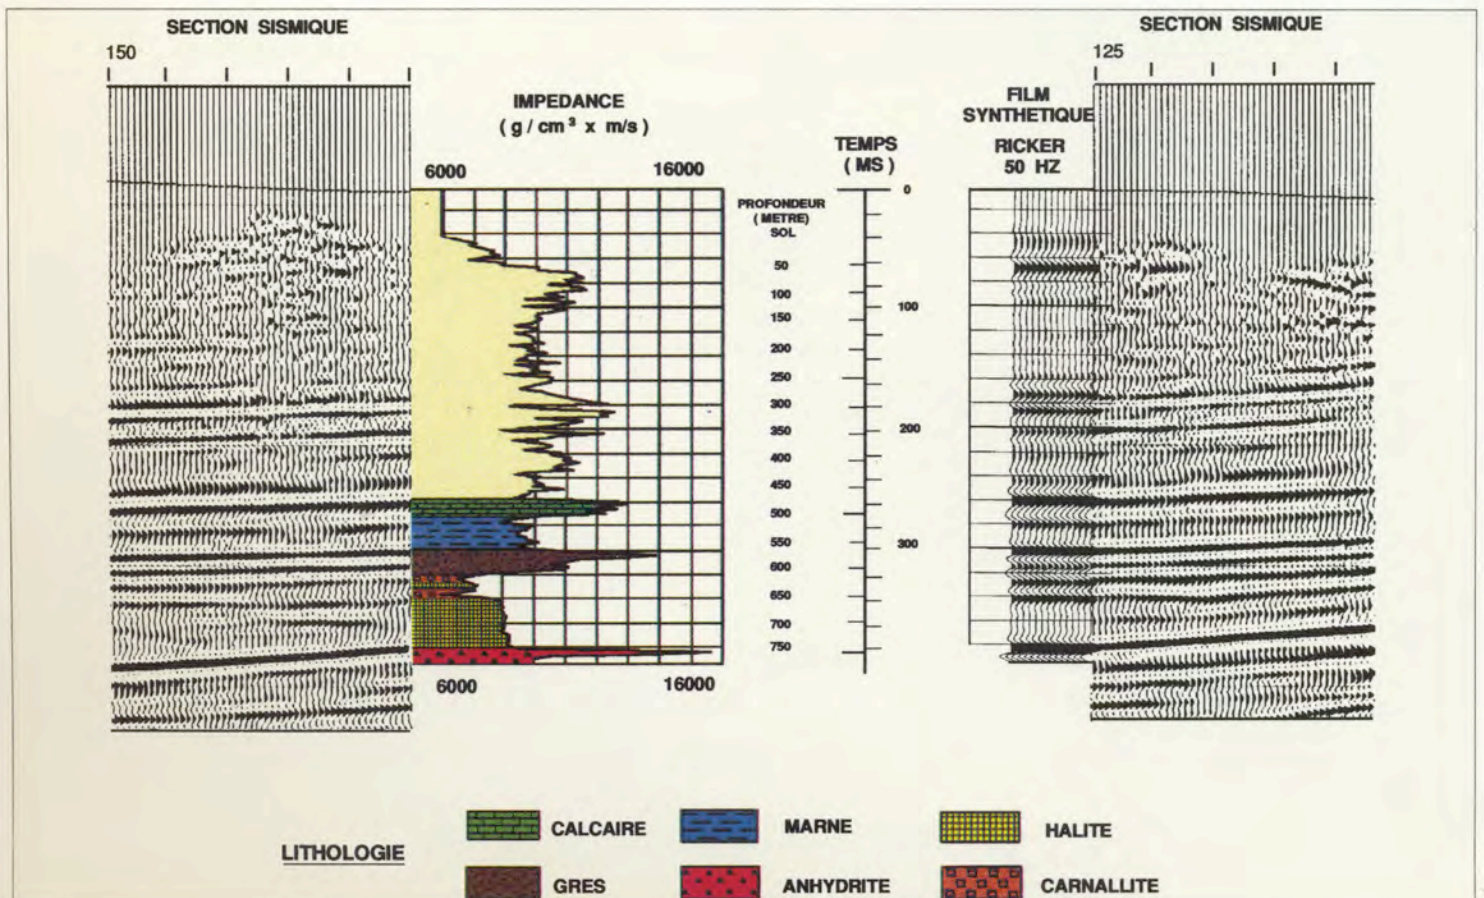 SECTION SISMIQUE
150
IMPEDANCE
( g / cm ³ x m/s )
6000 16000
PROFONDEUR
( METRE)
SOL
50
100
150
200
250
300
350
400
450
500
550
600
650
700
750
6000 16000
TEMPS
( MS )
0
100
200
300
FILM
SYNTHETIQUE
RICKER
50 HZ
SECTION SISMIQUE
125
LITHOLOGIE
CALCAIRE
MARNE
HALITE
GRES
ANHYDRITE
CARNALLITE